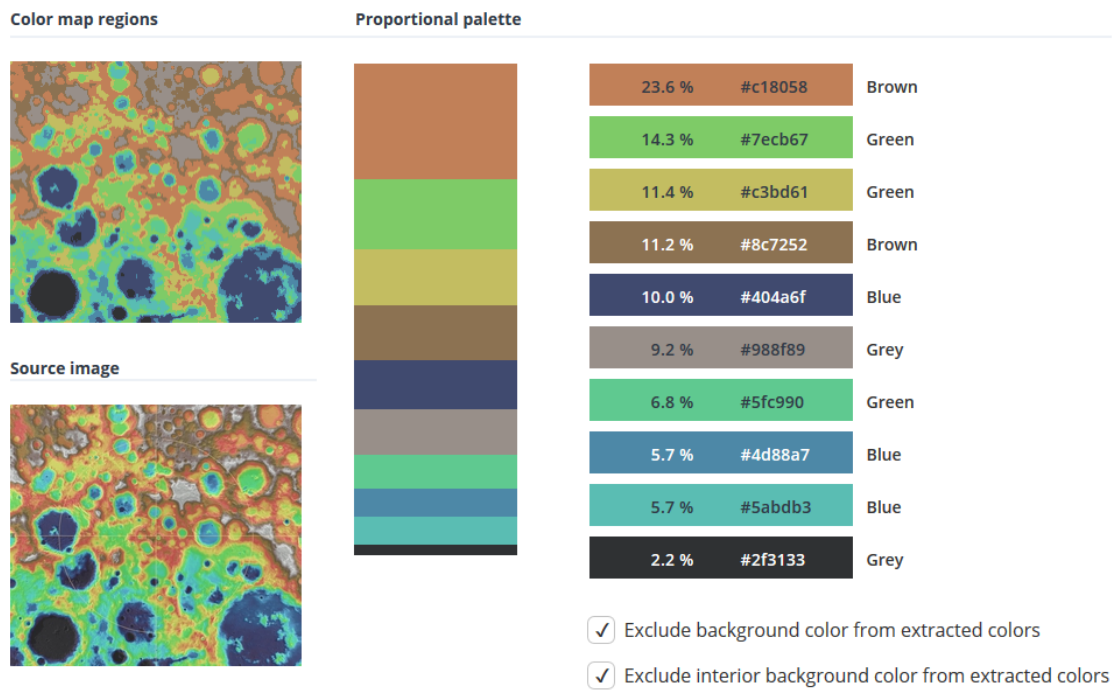 Color map regions
Proportional palette
23.6 % #c18058 Brown
14.3 % #7ecb67 Green
11.4 % #c3bd61 Green
11.2 % #8c7252 Brown
10.0 % #404a6f Blue
9.2 % #988f89 Grey
6.8 % #5fc990 Green
5.7 % #4d88a7 Blue
5.7 % #5abdb3 Blue
2.2 % #2f3133 Grey
Source image
Exclude background color from extracted colors
Exclude interior background color from extracted colors